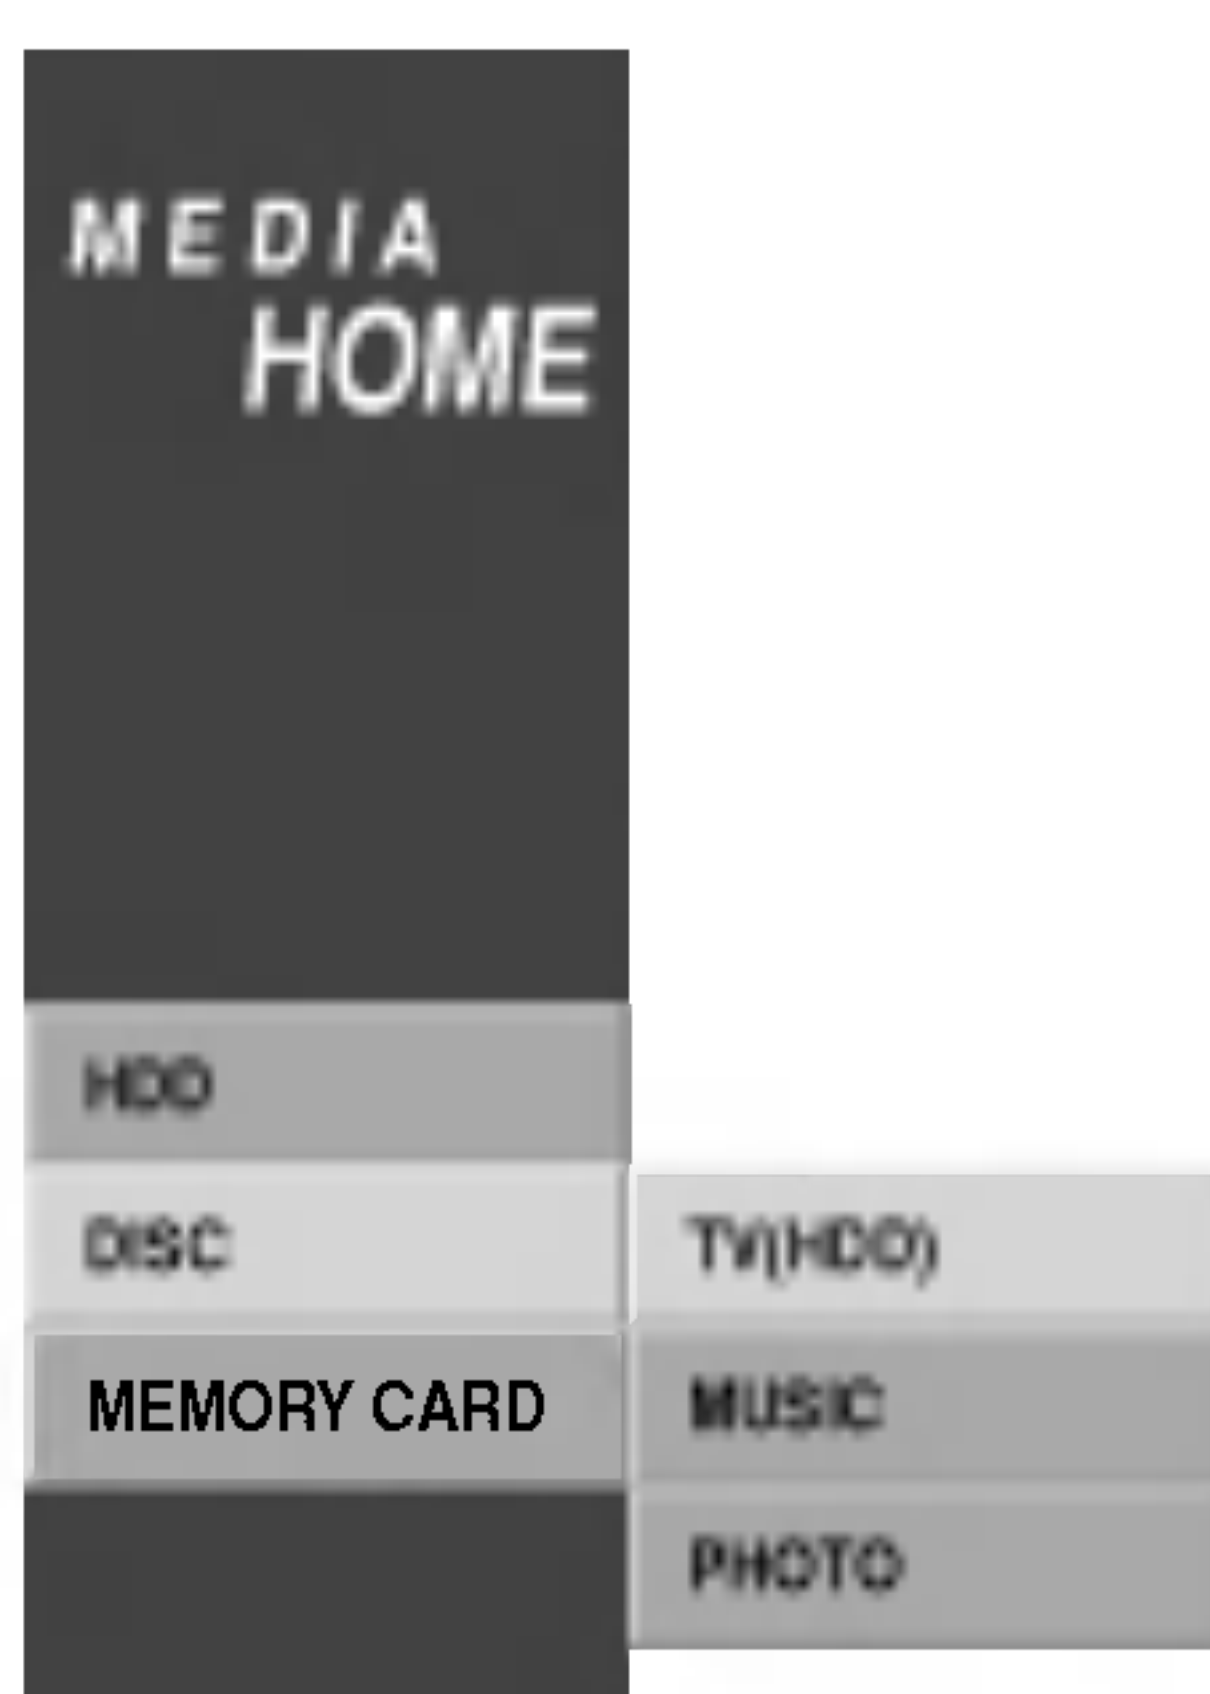 MEDIA
HOME
HDD
DISC
TV(HDD)
MEMORY CARD
MUSIC
PHOTO